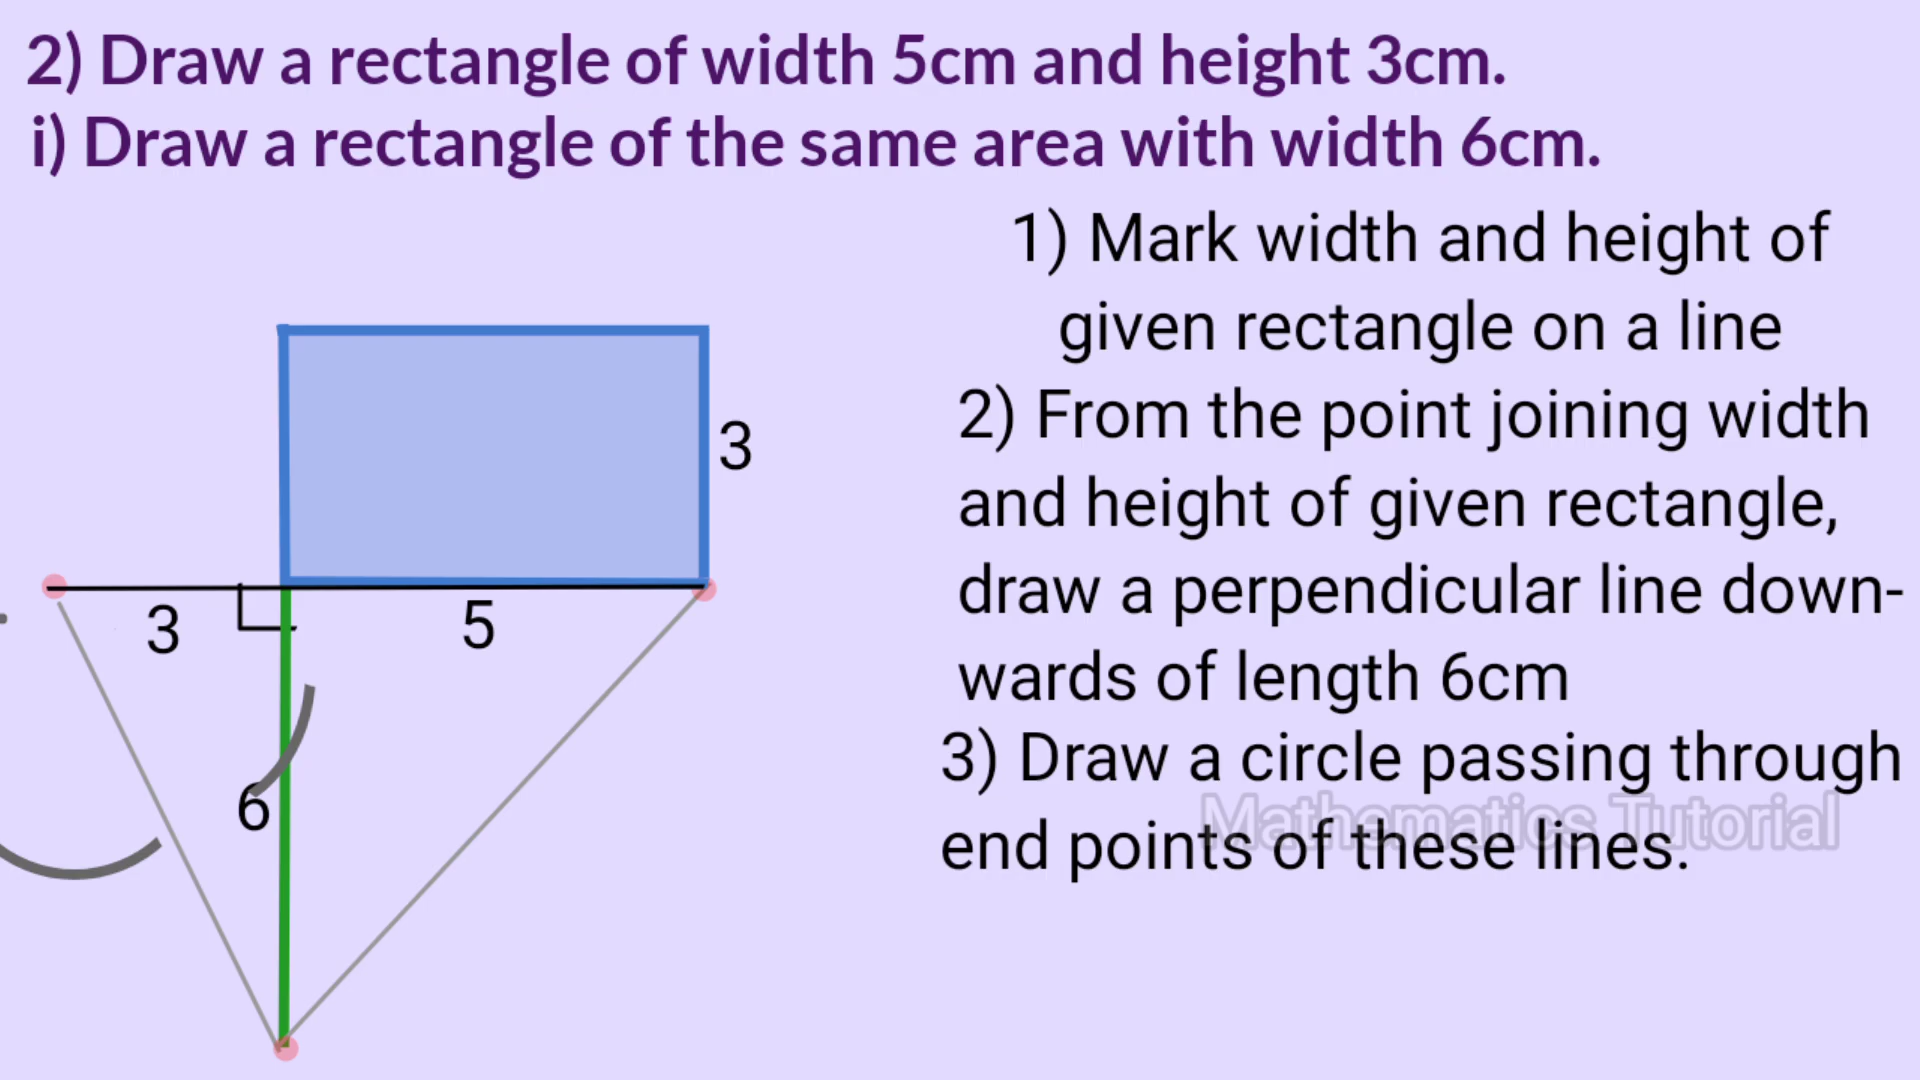 2) Draw a rectangle of width 5cm and height 3cm.
i) Draw a rectangle of the same area with width 6cm.
1) Mark width and height of
given rectangle on a line
2) From the point joining width
and height of given rectangle,
draw a perpendicular line down-
wards of length 6cm
3) Draw a circle passing through
end points of these lines.
Mathematics Tutorial
3
3
5
6